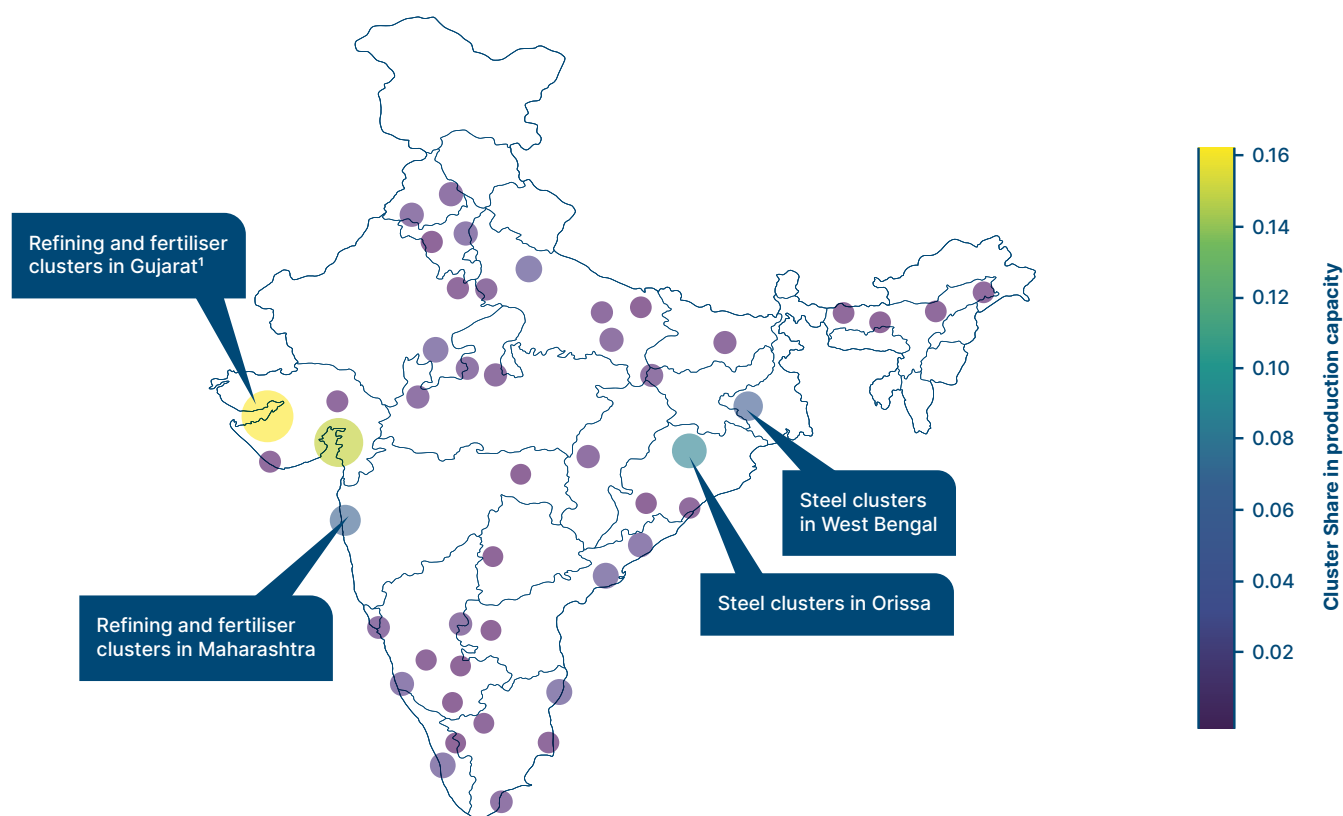 Refining and fertiliser
clusters in Gujarat¹
Refining and fertiliser
clusters in Maharashtra
Steel clusters
in West Bengal
Steel clusters in Orissa
0.16
0.14
0.12
0.10
0.08
0.06
0.04
0.02
Cluster Share in production capacity